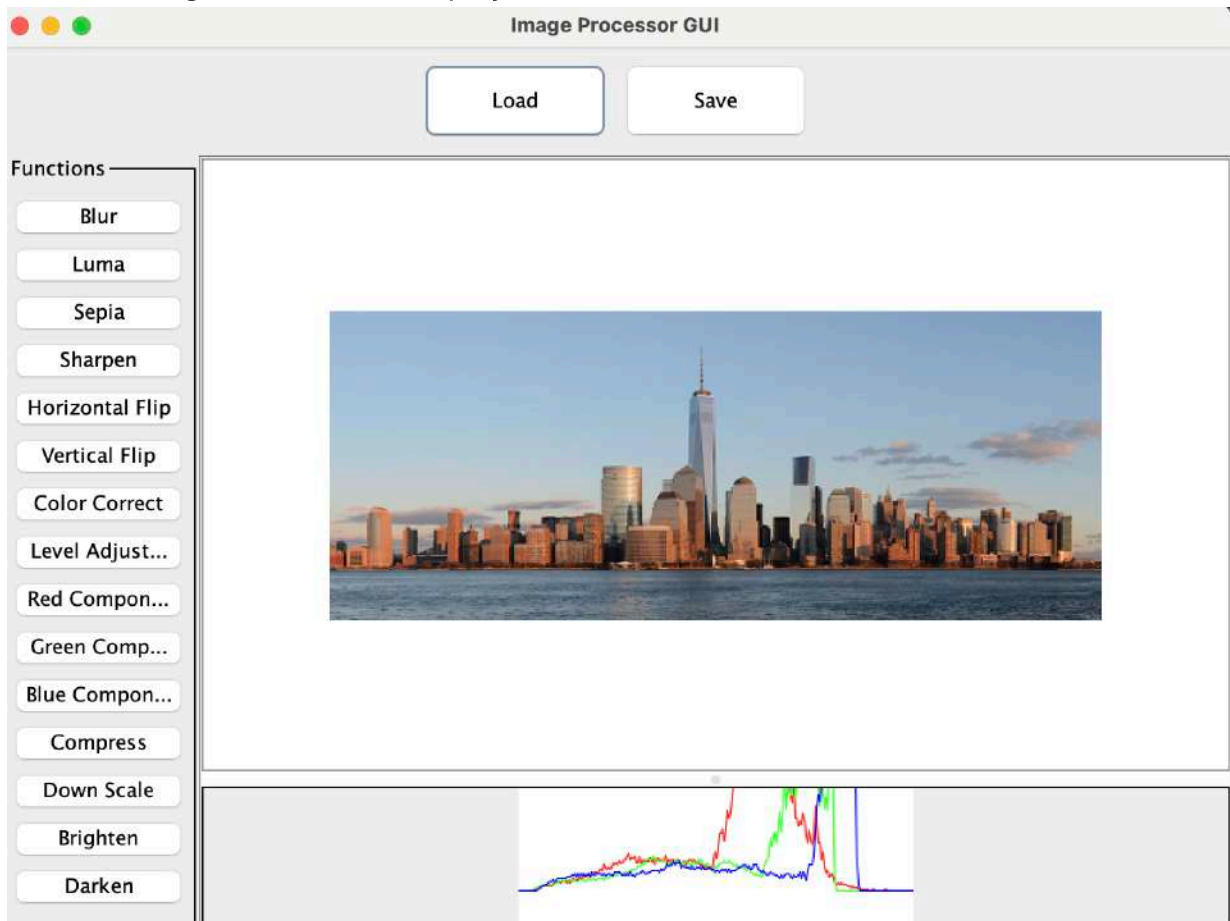 Image Processor GUI
Load
Save
Functions
Blur
Luma
Sepia
Sharpen
Horizontal Flip
Vertical Flip
Color Correct
Level Adjust...
Red Compon...
Green Comp...
Blue Compon...
Compress
Down Scale
Brighten
Darken